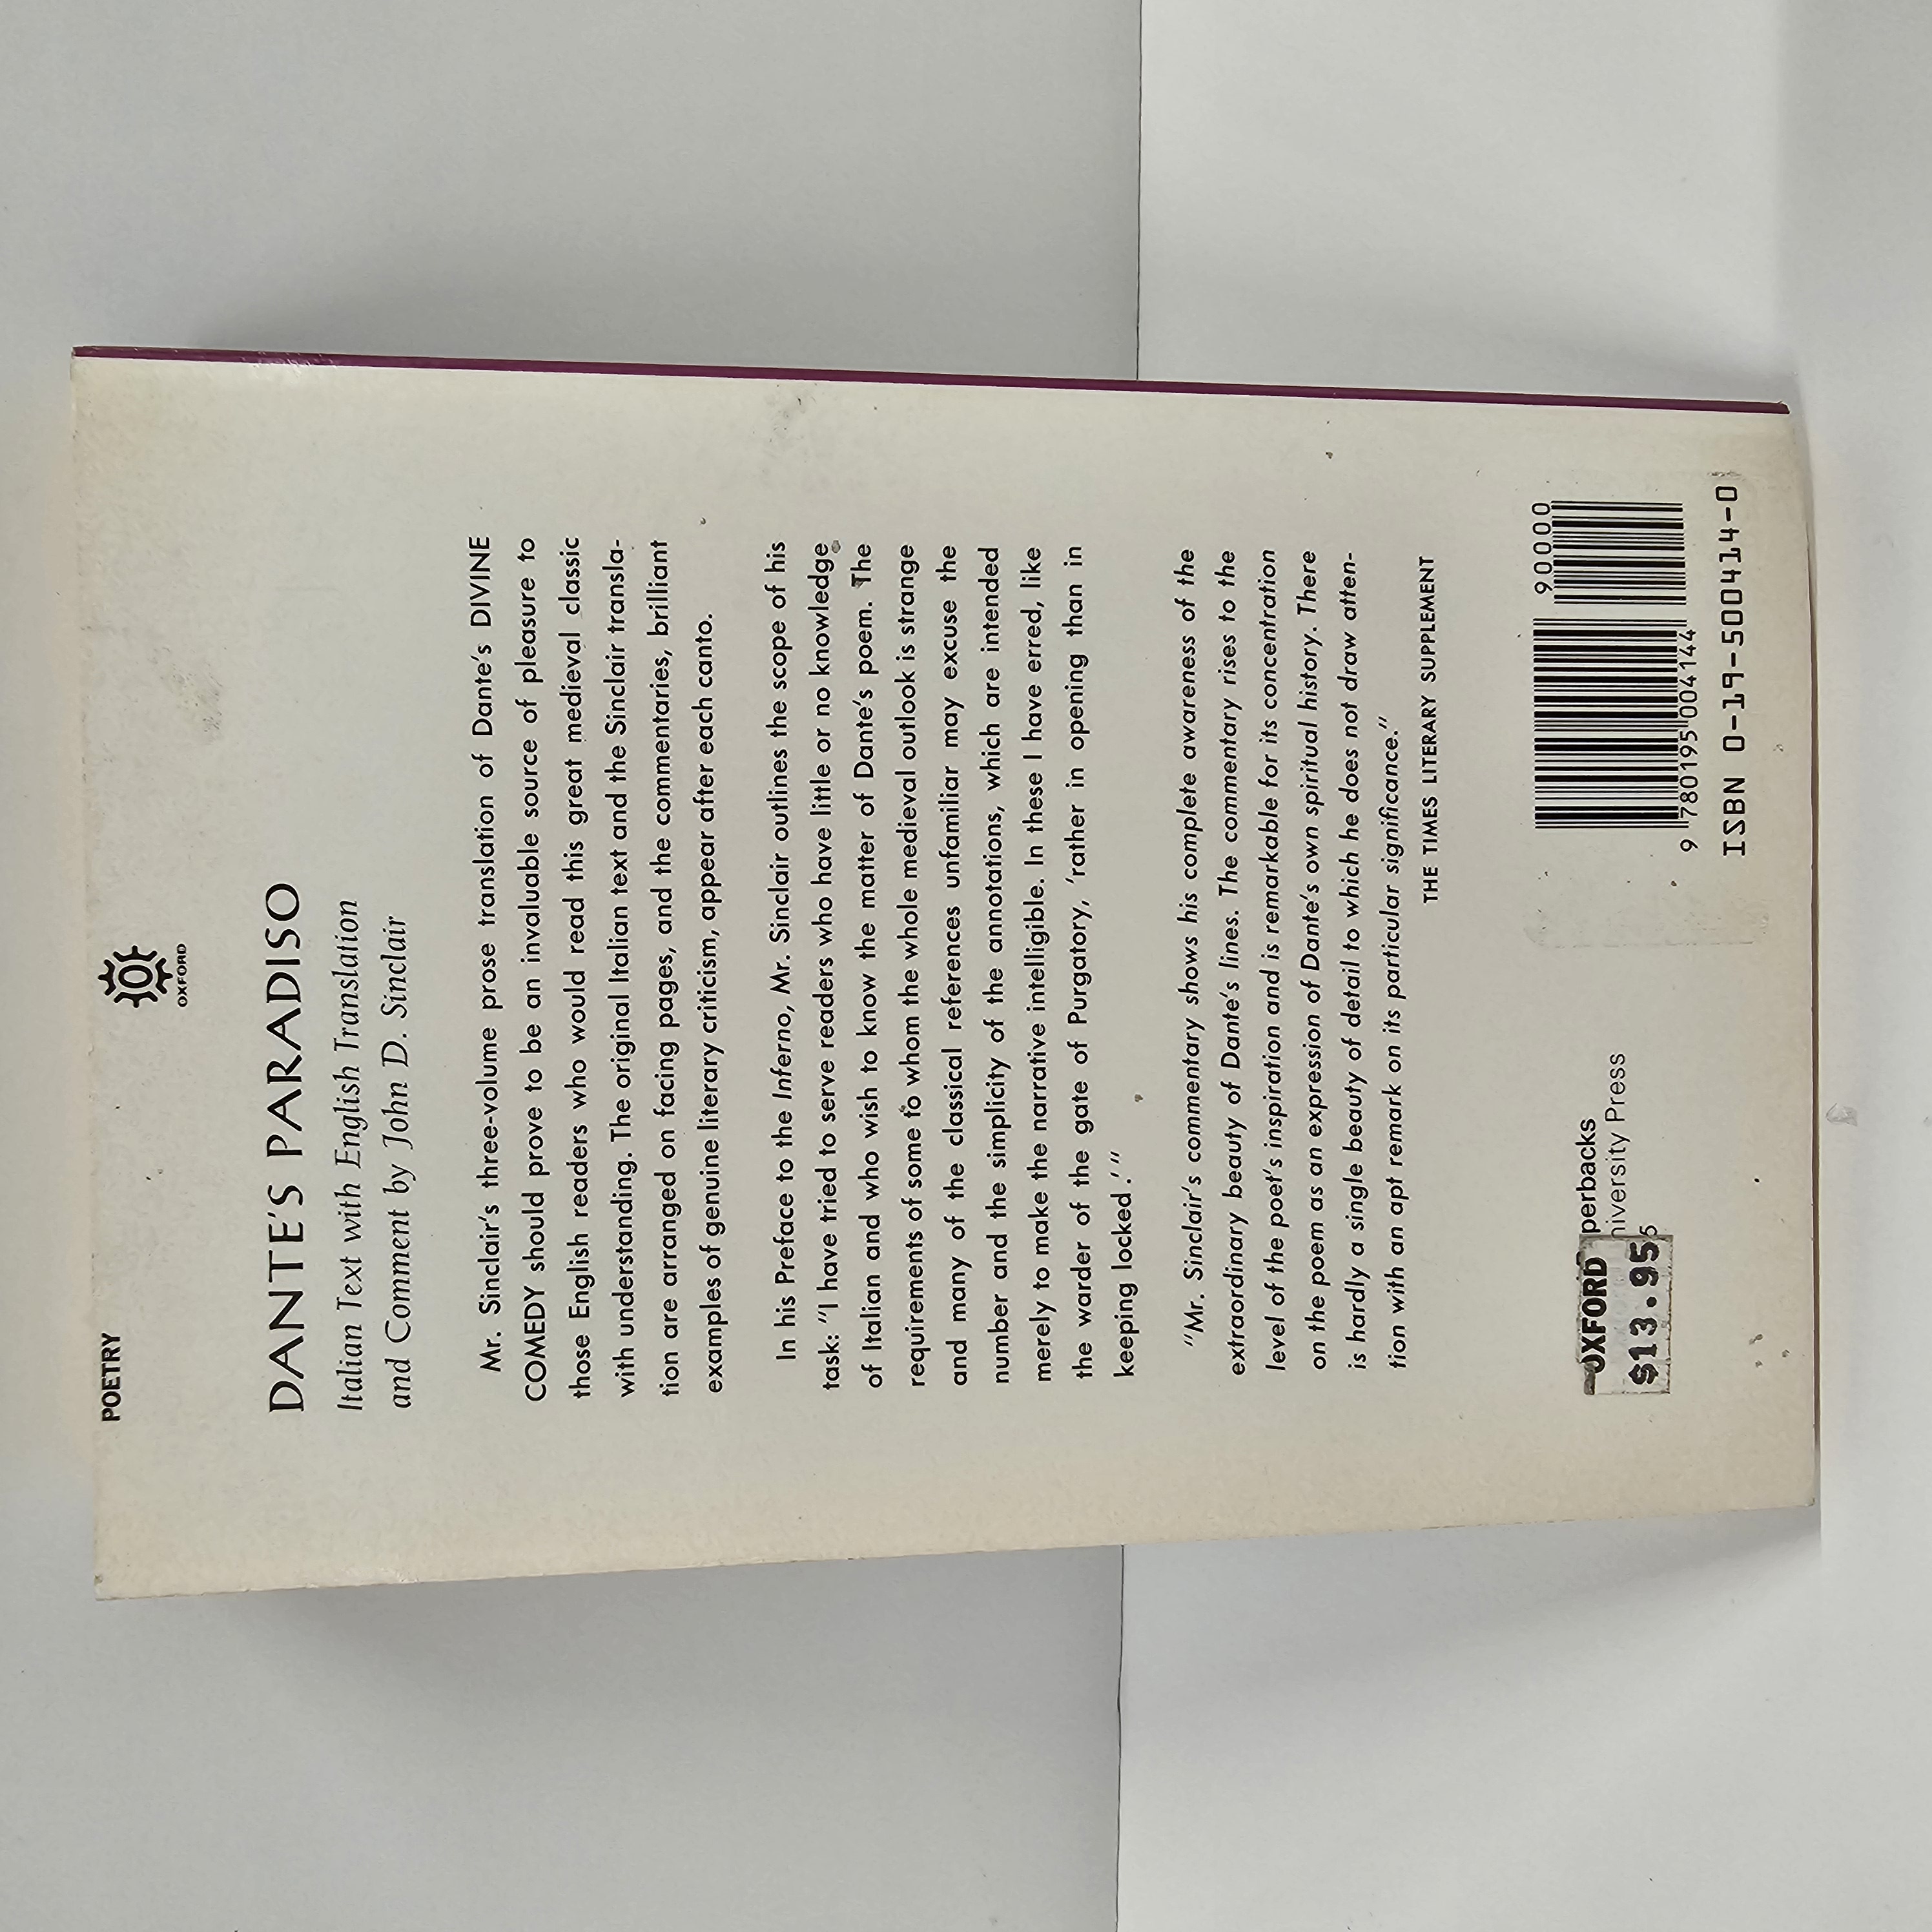 POETRY
O
OXFORD
DANTE'S PARADISO
Italian Text with English Translation
and Comment by John D. Sinclair
Mr. Sinclair's three-volume prose translation of Dante's DIVINE
COMEDY should prove to be an invaluable source of pleasure to
those English readers who would read this great medieval classic
with understanding. The original Italian text and the Sinclair transla-
tion are arranged on facing pages, and the commentaries, brilliant
examples of genuine literary criticism, appear after each canto.
In his Preface to the Inferno, Mr. Sinclair outlines the scope of his
task: "I have tried to serve readers who have little or no knowledge
of Italian and who wish to know the matter of Dante's poem. The
requirements of some to whom the whole medieval outlook is strange
and many of the classical references unfamiliar may excuse the
number and the simplicity of the annotations, which are intended
merely to make the narrative intelligible. In these I have erred, like
the warder of the gate of Purgatory, 'rather in opening than in
keeping locked.' "
"Mr. Sinclair's commentary shows his complete awareness of the
extraordinary beauty of Dante's lines. The commentary rises to the
level of the poet's inspiration and is remarkable for its concentration
on the poem as an expression of Dante's own spiritual history. There
is hardly a single beauty of detail to which he does not draw atten-
tion with an apt remark on its particular significance."
THE TIMES LITERARY SUPPLEMENT
perbacks
niversity Press
5
OXFORD
$13.95
90000
9 780195 004144
ISBN 0-19-500414-0